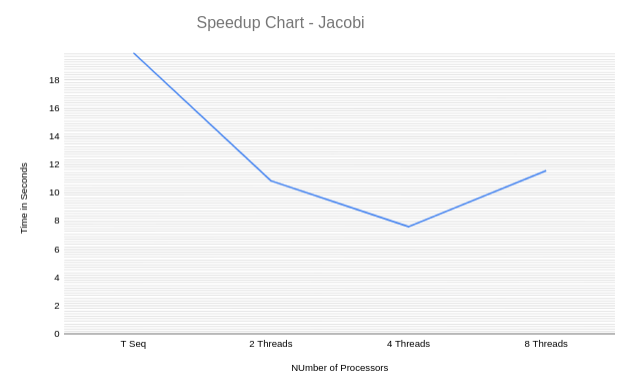 Speedup Chart - Jacobi
18
16
14
12
10
8
6
4
2
0
Time in Seconds
T Seq
2 Threads
4 Threads
8 Threads
NUmber of Processors